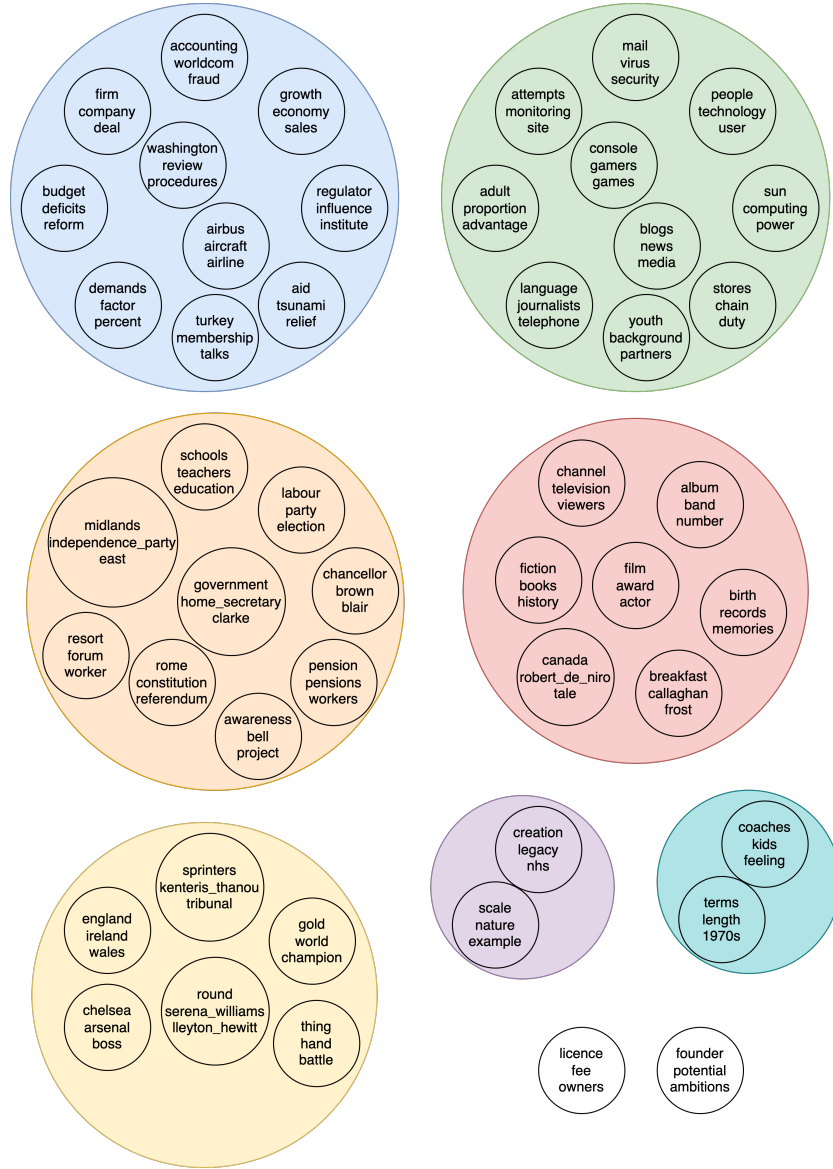 accounting
worldcom
fraud
firm
company
deal
growth
economy
sales
washington
review
procedures
budget
deficits
reform
regulator
influence
institute
airbus
aircraft
airline
demands
factor
percent
aid
tsunami
relief
turkey
membership
talks
mail
virus
security
attempts
monitoring
site
people
technology
user
console
gamers
games
adult
proportion
advantage
sun
computing
power
blogs
news
media
language
journalists
telephone
stores
chain
duty
youth
background
partners
schools
teachers
education
labour
party
election
midlands
independence_party
east
government
home_secretary
clarke
chancellor
brown
blair
resort
forum
worker
rome
constitution
referendum
pension
pensions
workers
awareness
bell
project
channel
television
viewers
album
band
number
fiction
books
history
film
award
actor
birth
records
memories
canada
robert_de_niro
tale
breakfast
callaghan
frost
sprinters
kenteris_thanou
tribunal
england
ireland
wales
gold
world
champion
chelsea
arsenal
boss
round
serena_williams
lleyton_hewitt
thing
hand
battle
creation
legacy
nhs
scale
nature
example
coaches
kids
feeling
terms
length
1970s
licence
fee
owners
founder
potential
ambitions